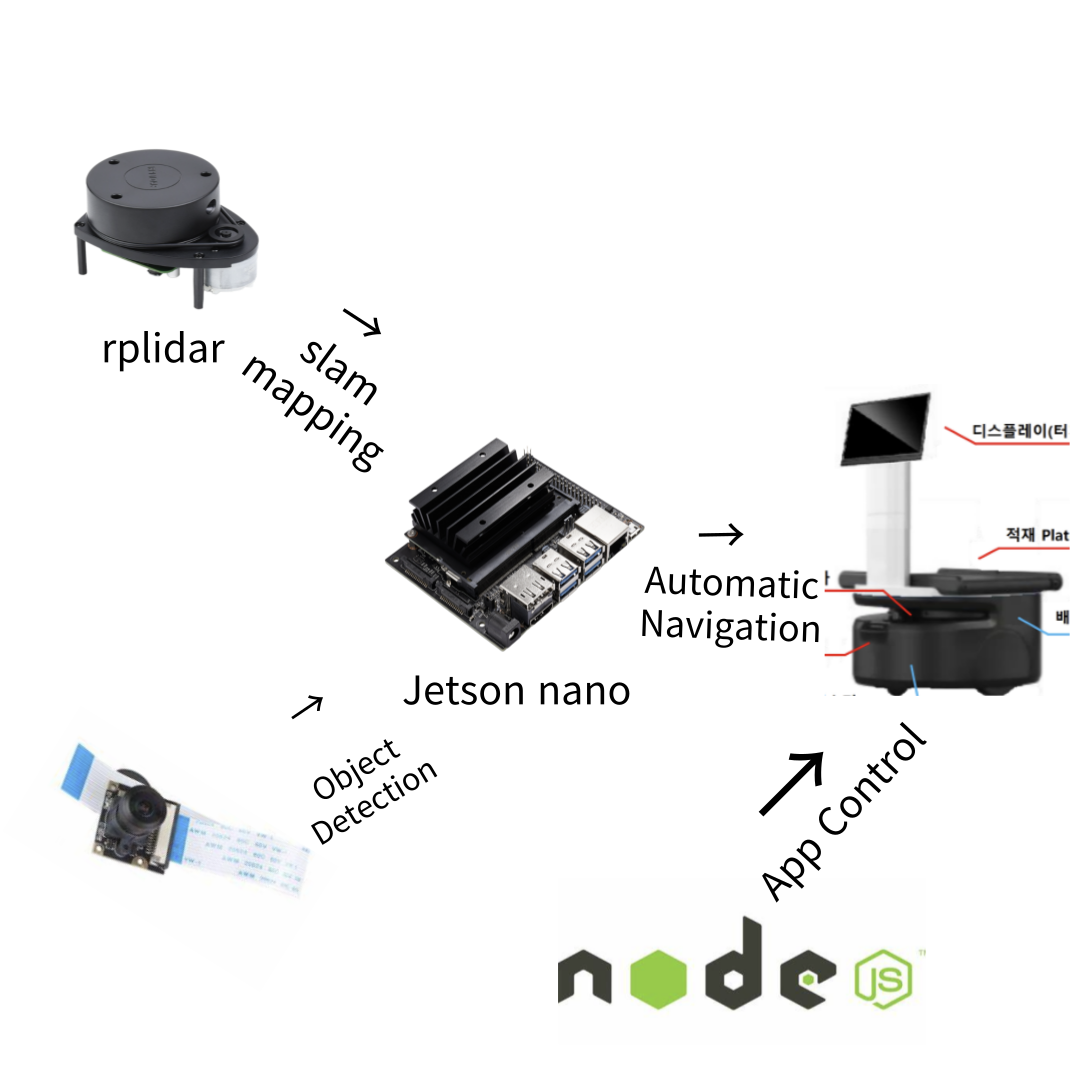 rplidar
slam
mapping
디스플레이(터
적재 Plat
배
Automatic
Navigation
Jetson nano
Object
Detection
App Control
node
JS
TM